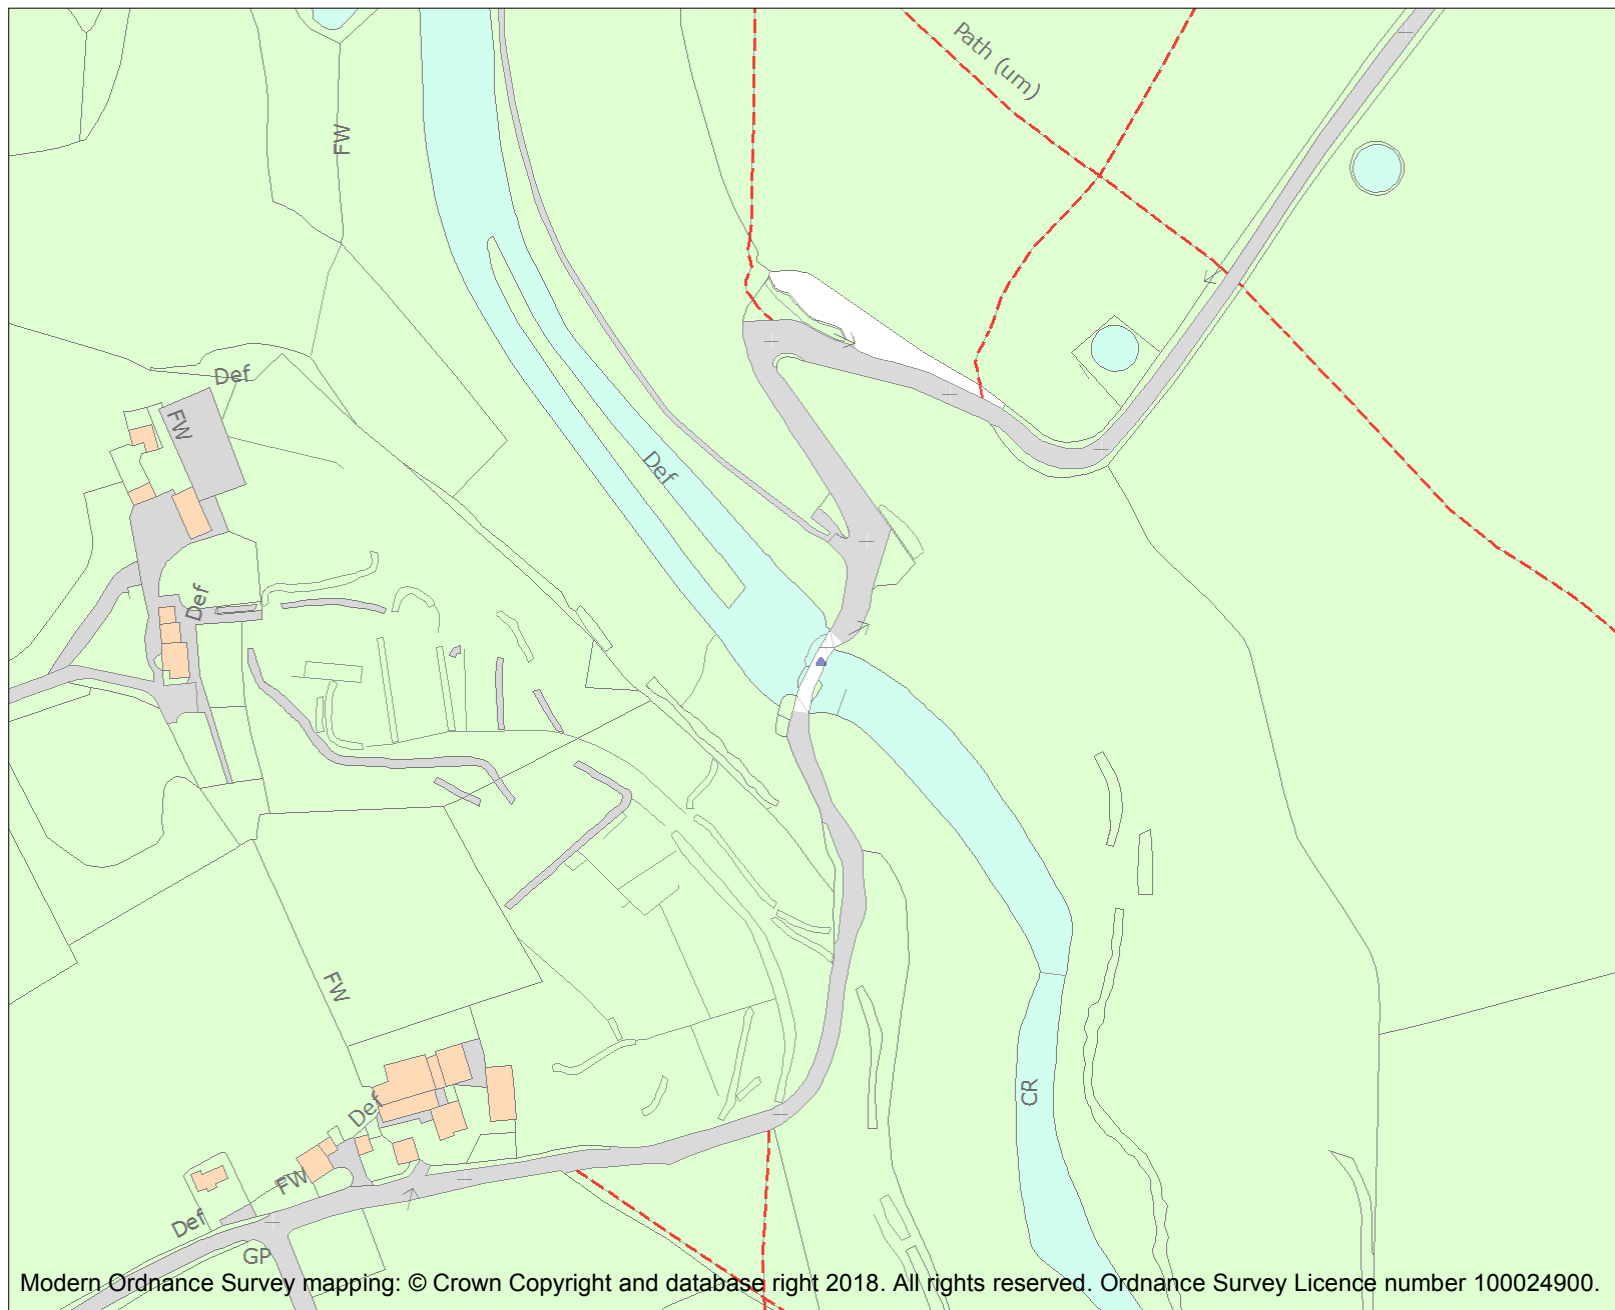 Path (um)
FW
Def
FW
Def
Def
FW
CR
Def
FW
Def
GP
Modern Ordnance Survey mapping: © Crown Copyright and database right 2018. All rights reserved. Ordnance Survey Licence number 100024900.